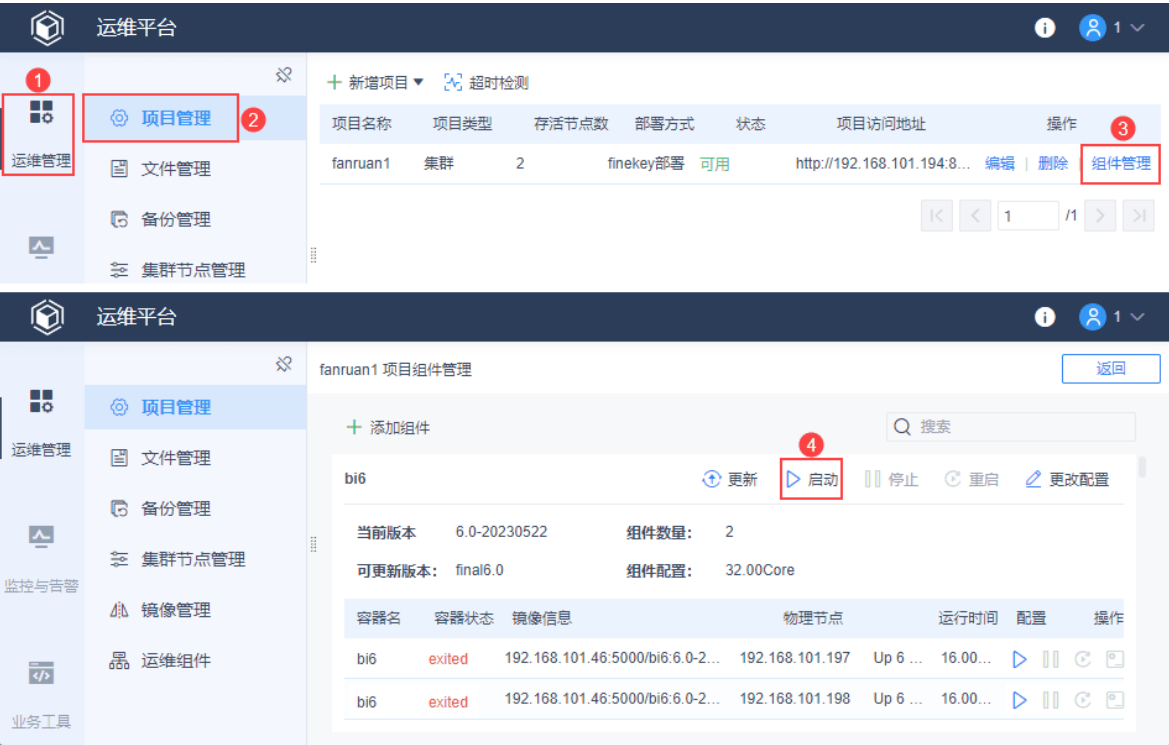 运维平台
1
1
运维管理
项目管理 2
文件管理
备份管理
集群节点管理
新增项目 超时检测
项目名称 项目类型 存活节点数 部署方式 状态 项目访问地址 操作
3
fanruan1 集群 2 finekey部署 可用 http://192.168.101.194:8... 编辑 | 删除 | 组件管理
1 /1
运维平台
1
运维管理
监控与告警
业务工具
项目管理
文件管理
备份管理
集群节点管理
镜像管理
运维组件
fanruan1 项目组件管理 返回
添加组件 搜索
4
bi6 更新 启动 停止 重启 更改配置
当前版本 6.0-20230522 组件数量： 2
可更新版本： final6.0 组件配置： 32.00Core
容器名 容器状态 镜像信息 物理节点 运行时间 配置 操作
bi6 exited 192.168.101.46:5000/bi6:6.0-2... 192.168.101.197 Up 6 ... 16.00...
bi6 exited 192.168.101.46:5000/bi6:6.0-2... 192.168.101.198 Up 6 ... 16.00...